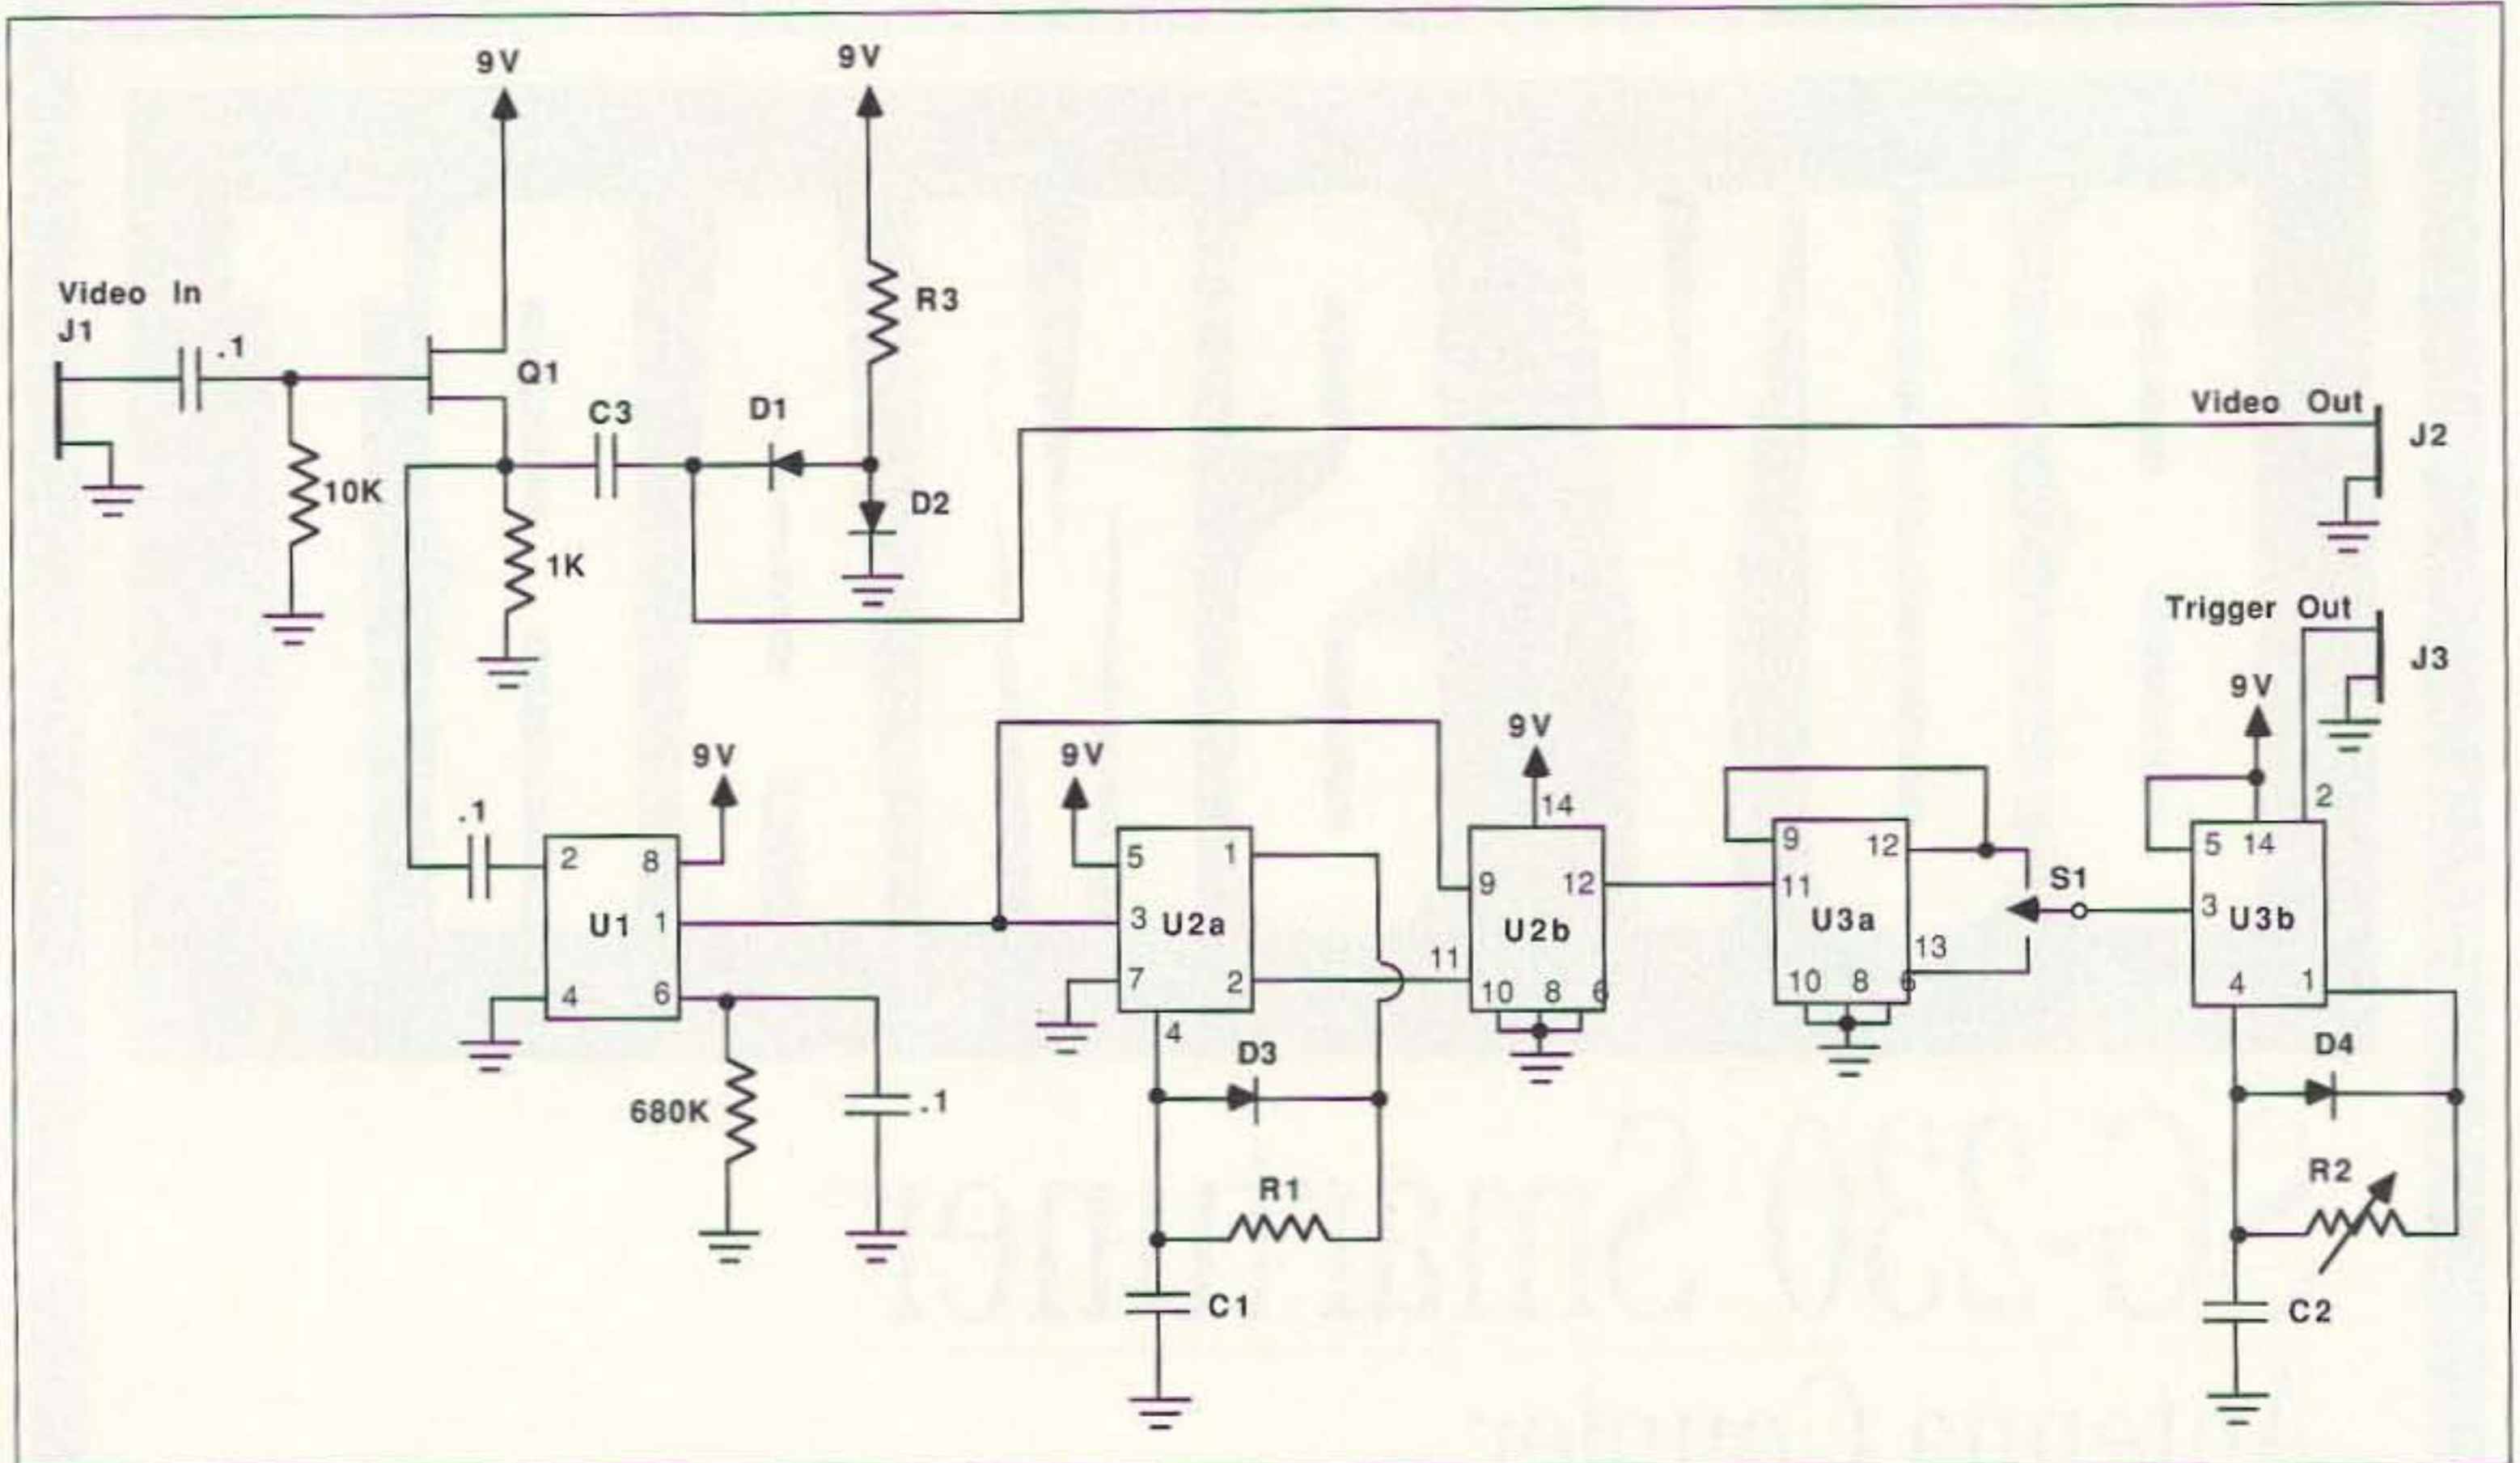 9V
9V
Video In
J1
.1
Q1
10K
1K
C3
D1
R3
D2
Video Out
J2
Trigger Out
J3
9V
2
9V
.1
2
8
U1
1
4
6
680K
.1
9V
5
1
3
U2a
7
2
4
D3
R1
C1
9V
14
9
12
U2b
11
10
8
6
9
12
11
U3a
13
10
8
6
S1
5
14
3
U3b
4
1
D4
R2
C2